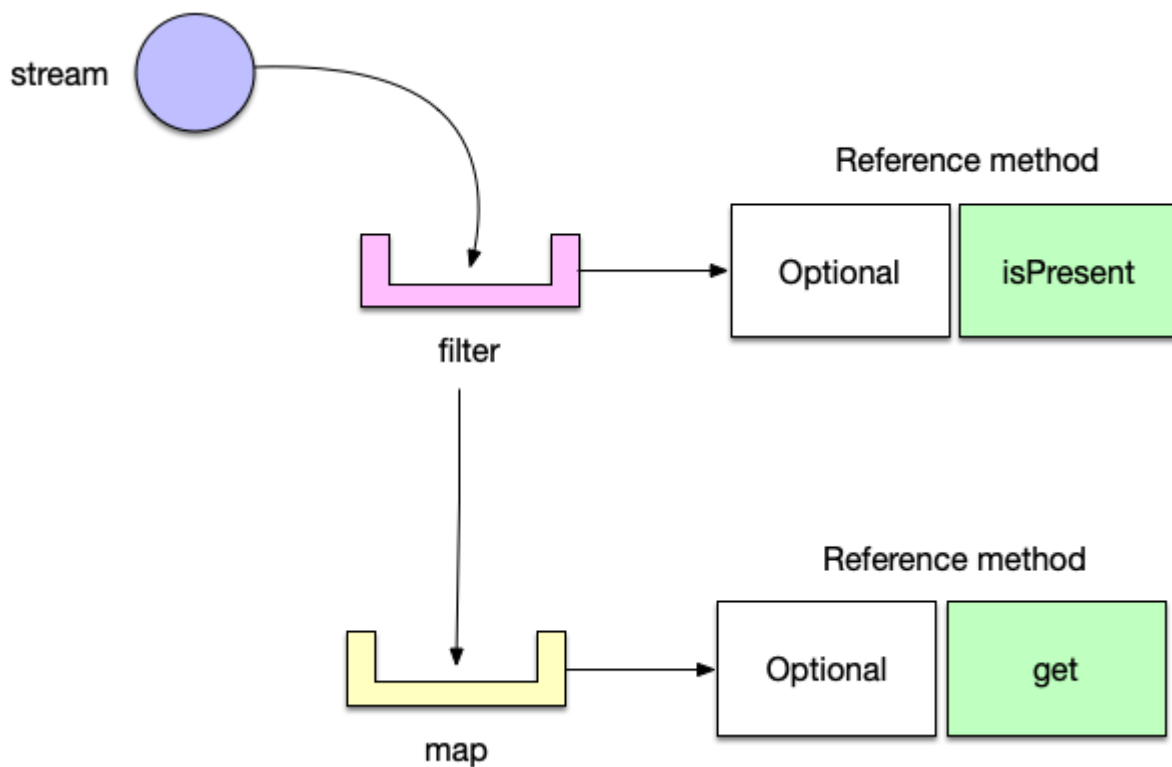 stream
Reference method
Optional
isPresent
filter
Reference method
Optional
get
map